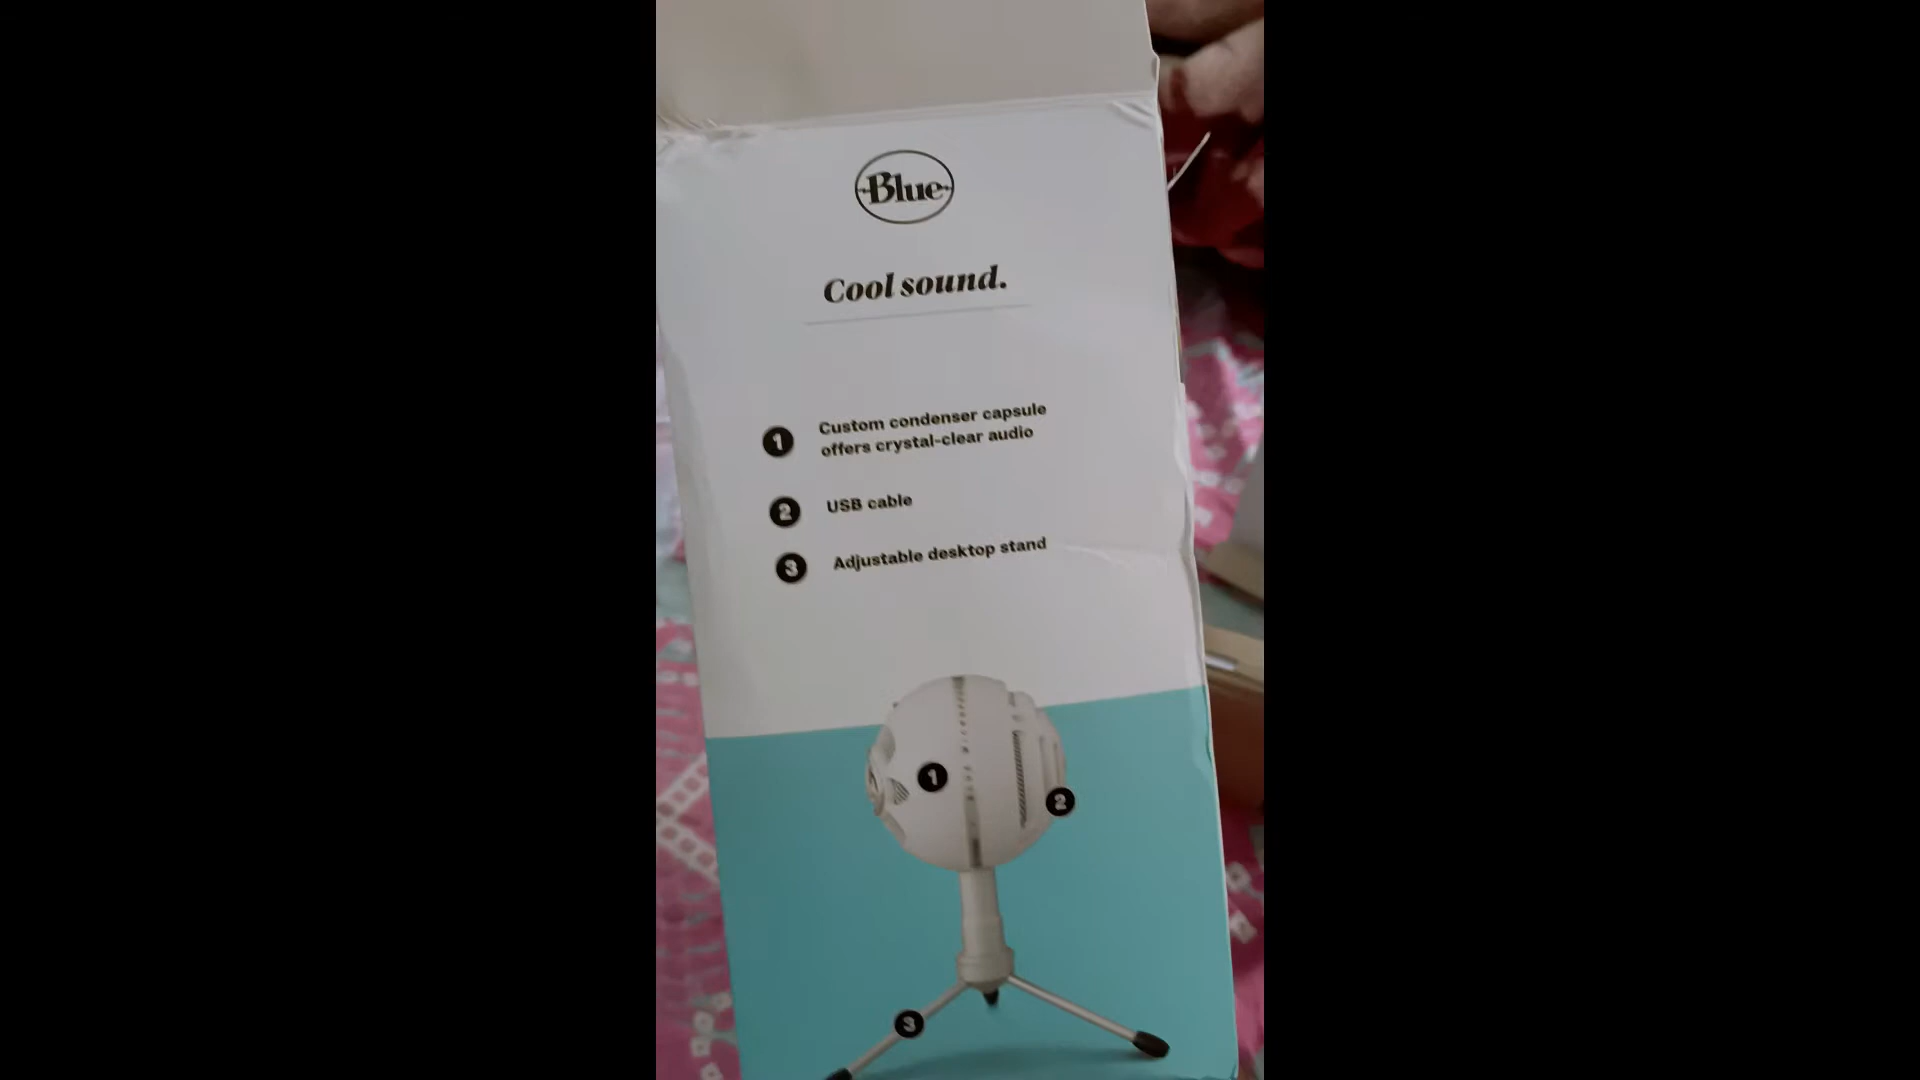 Blue
Cool sound.
1 Custom condenser capsule
offers crystal-clear audio
2 USB cable
3 Adjustable desktop stand
1
2
3